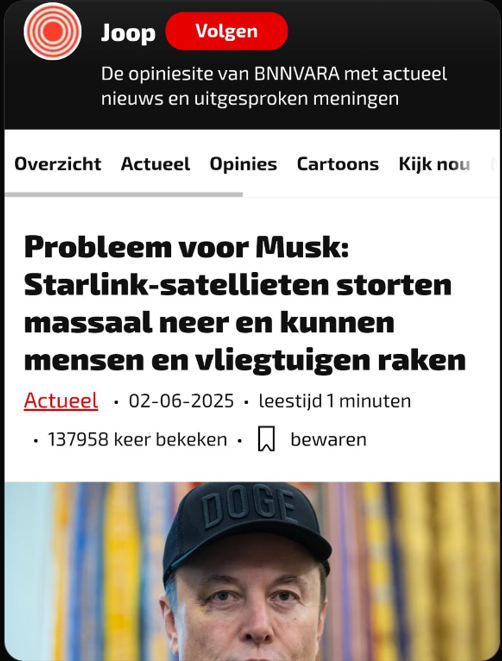 Joop
Volgen
De opiniesite van BNNVARA met actueel
nieuws en uitgesproken meningen
Overzicht Actueel Opinies Cartoons Kijk nou
Probleem voor Musk:
Starlink-satellieten storten
massaal neer en kunnen
mensen en vliegtuigen raken
Actueel • 02-06-2025 • leestijd 1 minuten
• 137958 keer bekeken • bewaren
DOGE